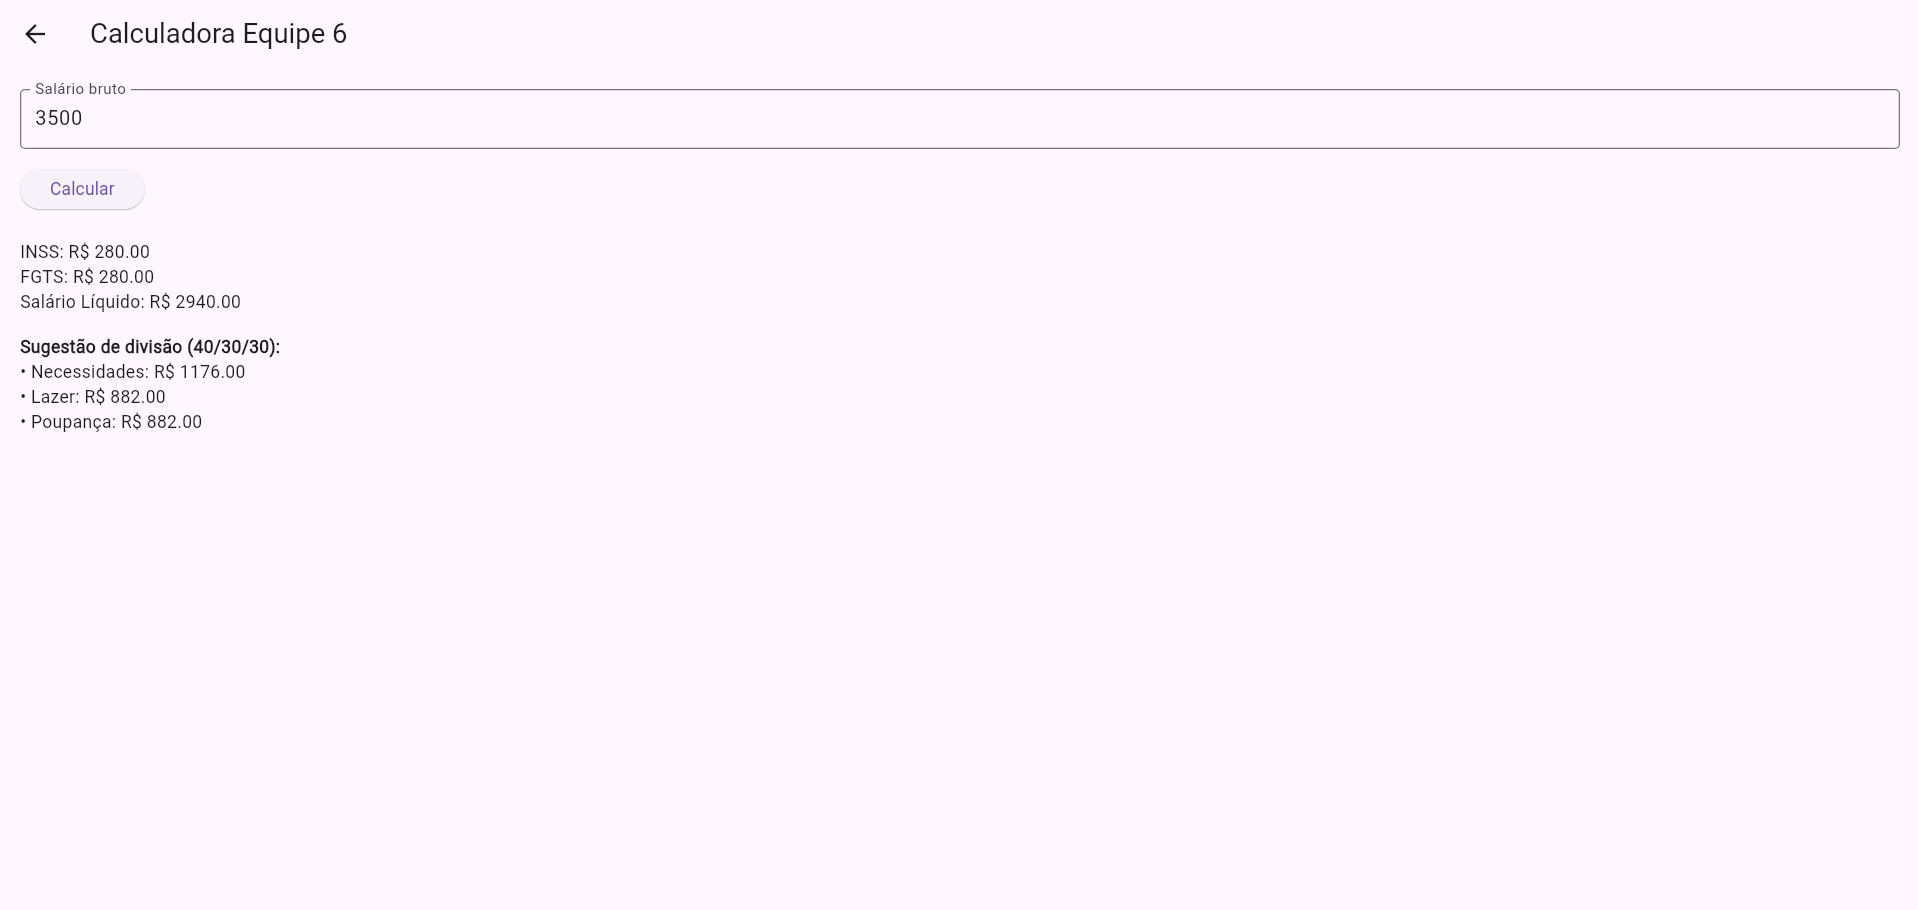 Calculadora Equipe 6
Salário bruto
3500
Calcular
INSS: R$ 280.00
FGTS: R$ 280.00
Salário Líquido: R$ 2940.00
Sugestão de divisão (40/30/30):
• Necessidades: R$ 1176.00
• Lazer: R$ 882.00
• Poupança: R$ 882.00